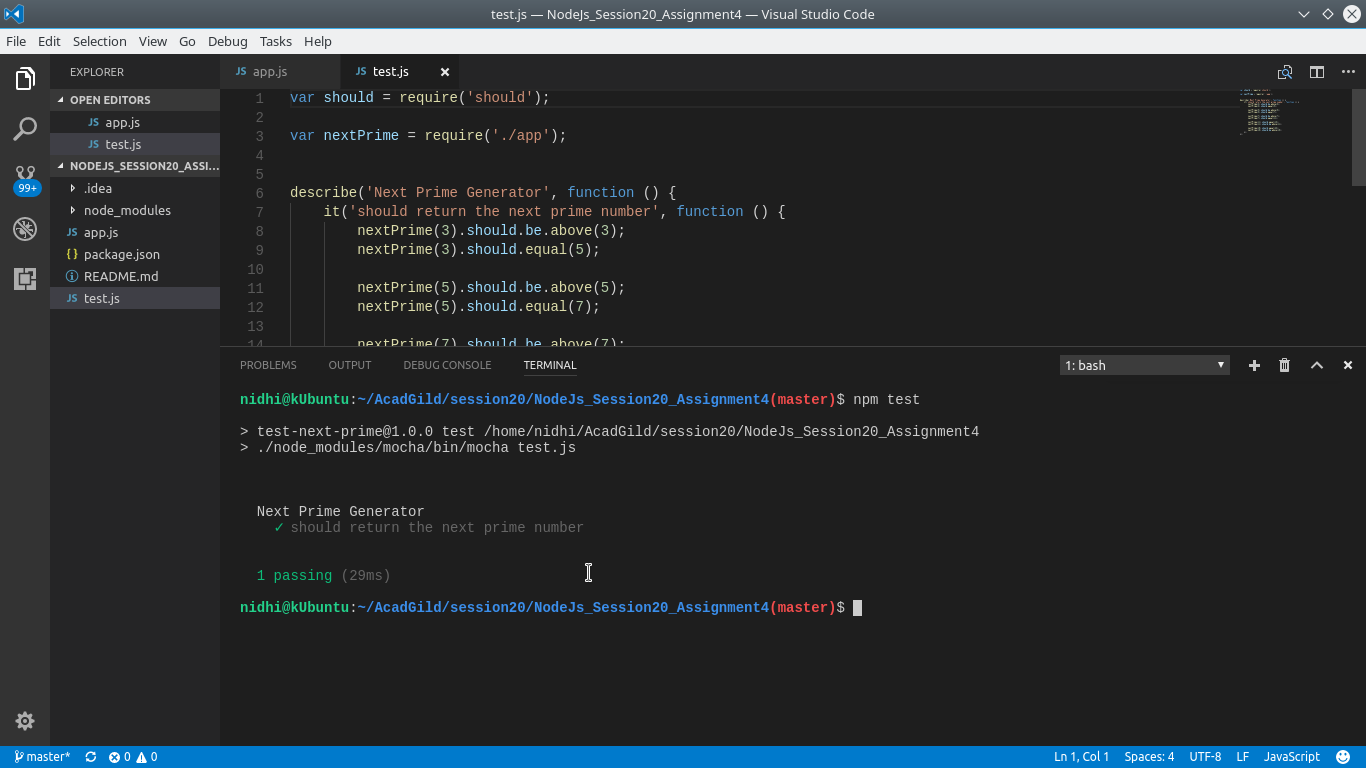 test.js — NodeJs_Session20_Assignment4 — Visual Studio Code
File Edit Selection View Go Debug Tasks Help
EXPLORER
OPEN EDITORS
JS app.js
JS test.js
NODEJS_SESSION20_ASSI...
.idea
node_modules
JS app.js
{ } package.json
README.md
JS test.js
99+
JS app.js JS test.js
1 var should = require('should');
2
3 var nextPrime = require('./app');
4
5
6 describe('Next Prime Generator', function () {
7 it('should return the next prime number', function () {
8 nextPrime(3).should.be.above(3);
9 nextPrime(3).should.equal(5);
10
11 nextPrime(5).should.be.above(5);
12 nextPrime(5).should.equal(7);
13
14 nextPrime(7).should.be.above(7);
PROBLEMS OUTPUT DEBUG CONSOLE TERMINAL 1: bash
nidhi@kUbuntu:~/AcadGild/session20/NodeJs_Session20_Assignment4(master)$ npm test
> test-next-prime@1.0.0 test /home/nidhi/AcadGild/session20/NodeJs_Session20_Assignment4
> ./node_modules/mocha/bin/mocha test.js
Next Prime Generator
✓ should return the next prime number
1 passing (29ms)
nidhi@kUbuntu:~/AcadGild/session20/NodeJs_Session20_Assignment4(master)$
master* 0 0 Ln 1, Col 1 Spaces: 4 UTF-8 LF JavaScript